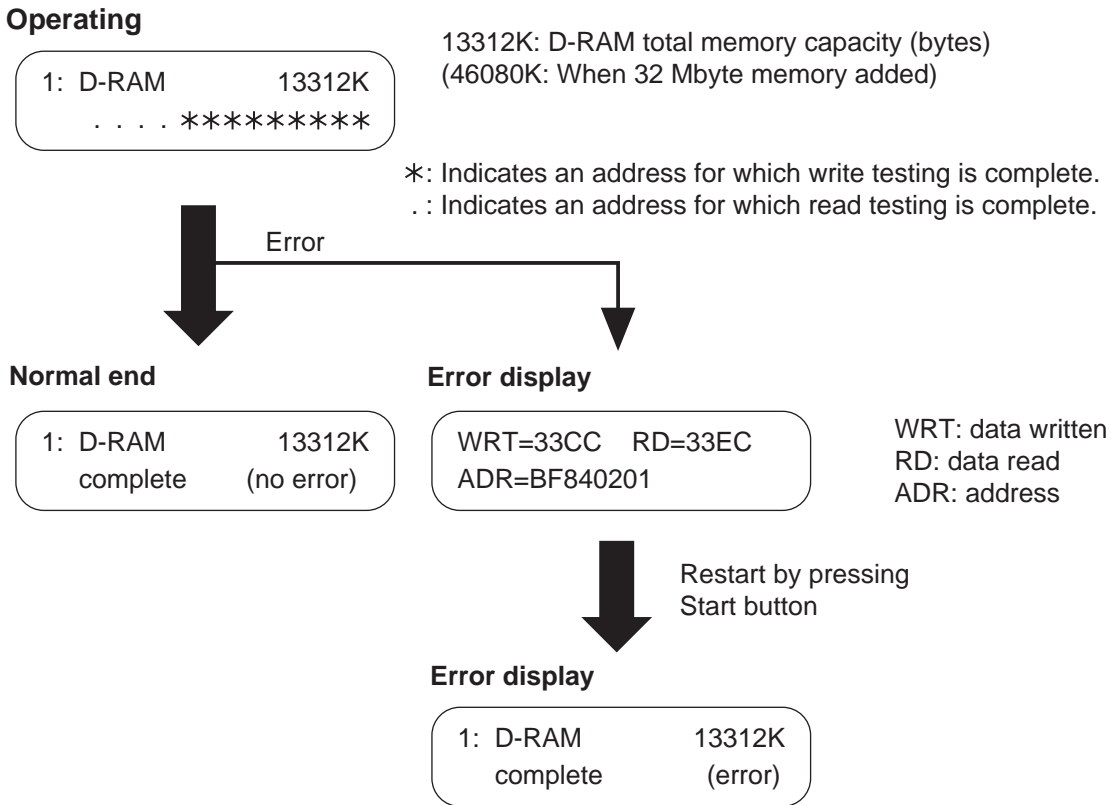 Operating
1: D-RAM 13312K
. . . . *********
13312K: D-RAM total memory capacity (bytes)
(46080K: When 32 Mbyte memory added)
*: Indicates an address for which write testing is complete.
. : Indicates an address for which read testing is complete.
Error
Normal end
1: D-RAM 13312K
complete (no error)
Error display
WRT=33CC RD=33EC
ADR=BF840201
WRT: data written
RD: data read
ADR: address
Restart by pressing
Start button
Error display
1: D-RAM 13312K
complete (error)